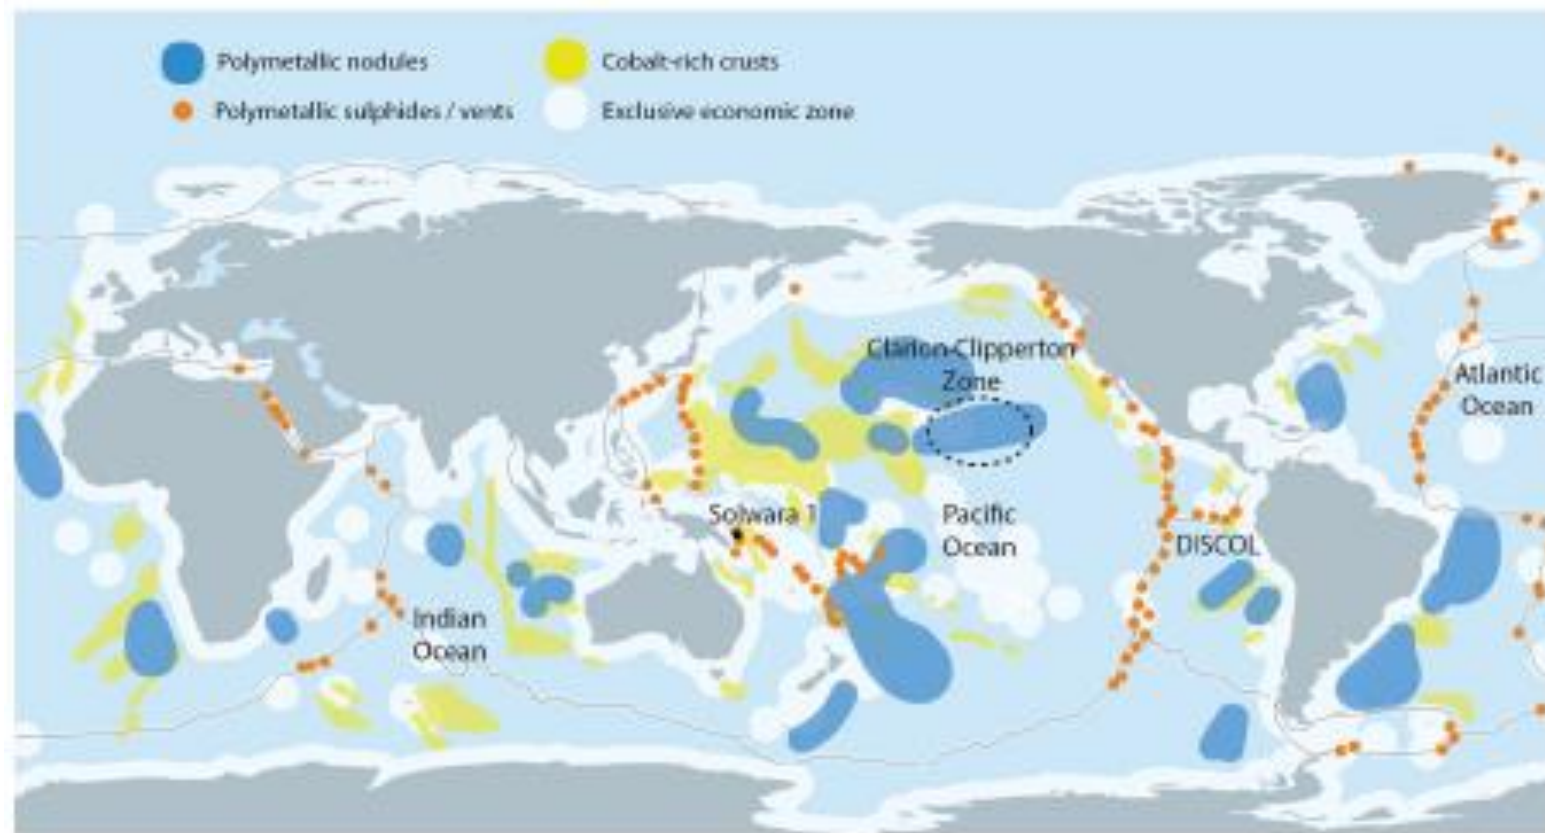 Polymetallic nodules
Cobalt-rich crusts
Polymetallic sulphides / vents
Exclusive economic zone
Clarion-Clipperton
Zone
Atlantic
Ocean
Solwara 1
Pacific
Ocean
DISCOL
Indian
Ocean